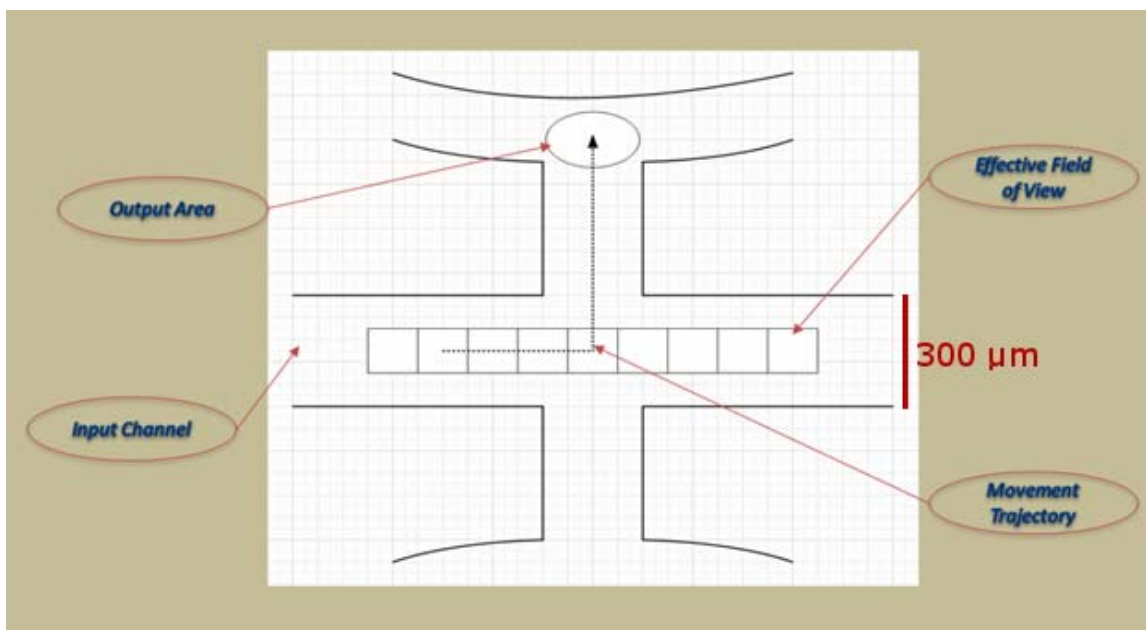 Effective Field
of View
Output Area
300 μm
Input Channel
Movement
Trajectory